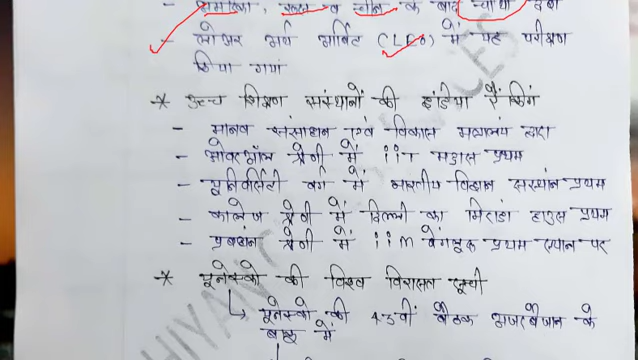 - अमेरिका, रूस व चीन के बाद चौथा देश
- लोअर अर्थ ऑर्बिट (LEO) में यह परीक्षण
किया गया
* उच्च शिक्षण संस्थानों की इंडिया रैंकिंग
- मानव संसाधन एवं विकास मंत्रालय द्वारा
- ओवरऑल श्रेणी में iiT मद्रास प्रथम
- यूनिवर्सिटी वर्ग में भारतीय विज्ञान संस्थान प्रथम
- कालेज श्रेणी में दिल्ली का मिरांडा हाउस प्रथम
- प्रबंधन श्रेणी में iim बेंगलुरू प्रथम स्थान पर
* यूनेस्को की विश्व विरासत सूची
↳ यूनेस्को की 43वीं बैठक अजरबैजान के
बाकू में